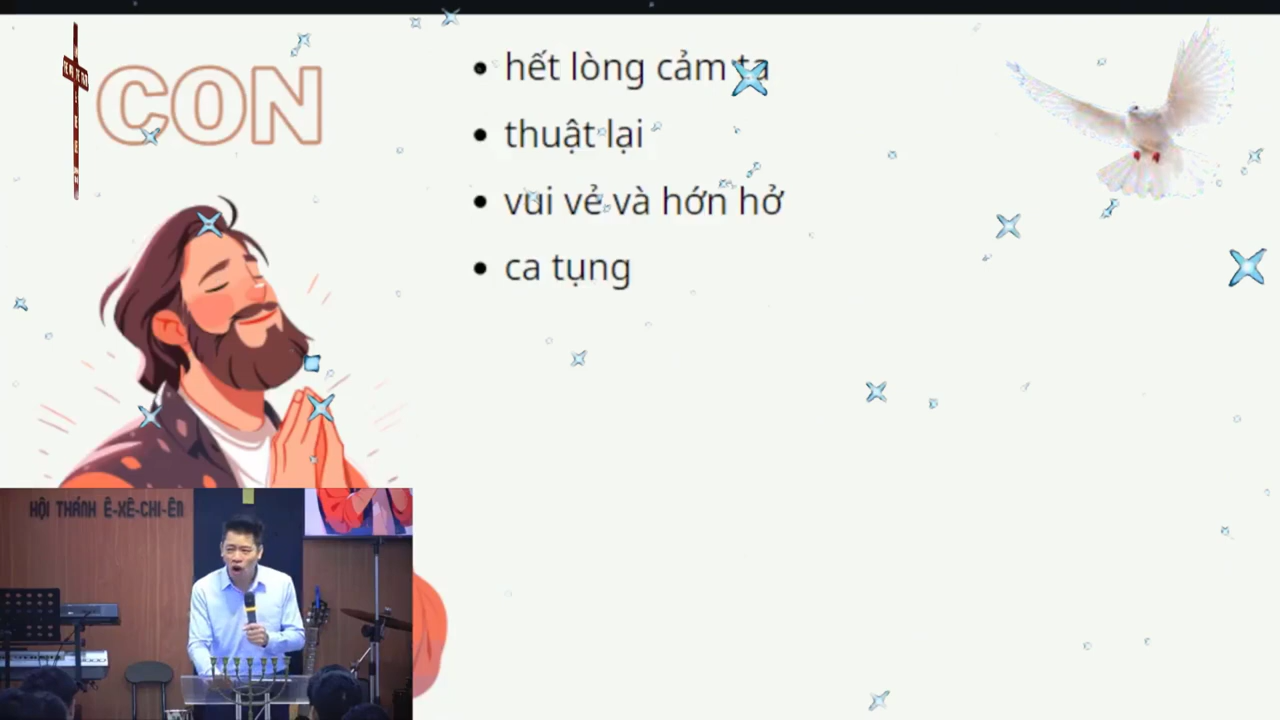 CON
hết lòng cảm tạ
thuật lại
vui vẻ và hớn hở
ca tụng
HỘI THÁNH Ê-XÊ-CHI-ÊN